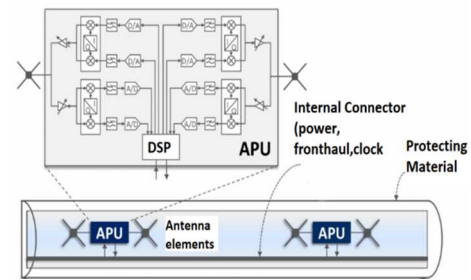 D/A
D/A
I
Q
I
Q
D/A
D/A
A/D
A/D
I
Q
I
Q
A/D
A/D
DSP
APU
Internal Connector
(power,
fronthaul,clock
Protecting
Material
APU
Antenna
elements
APU